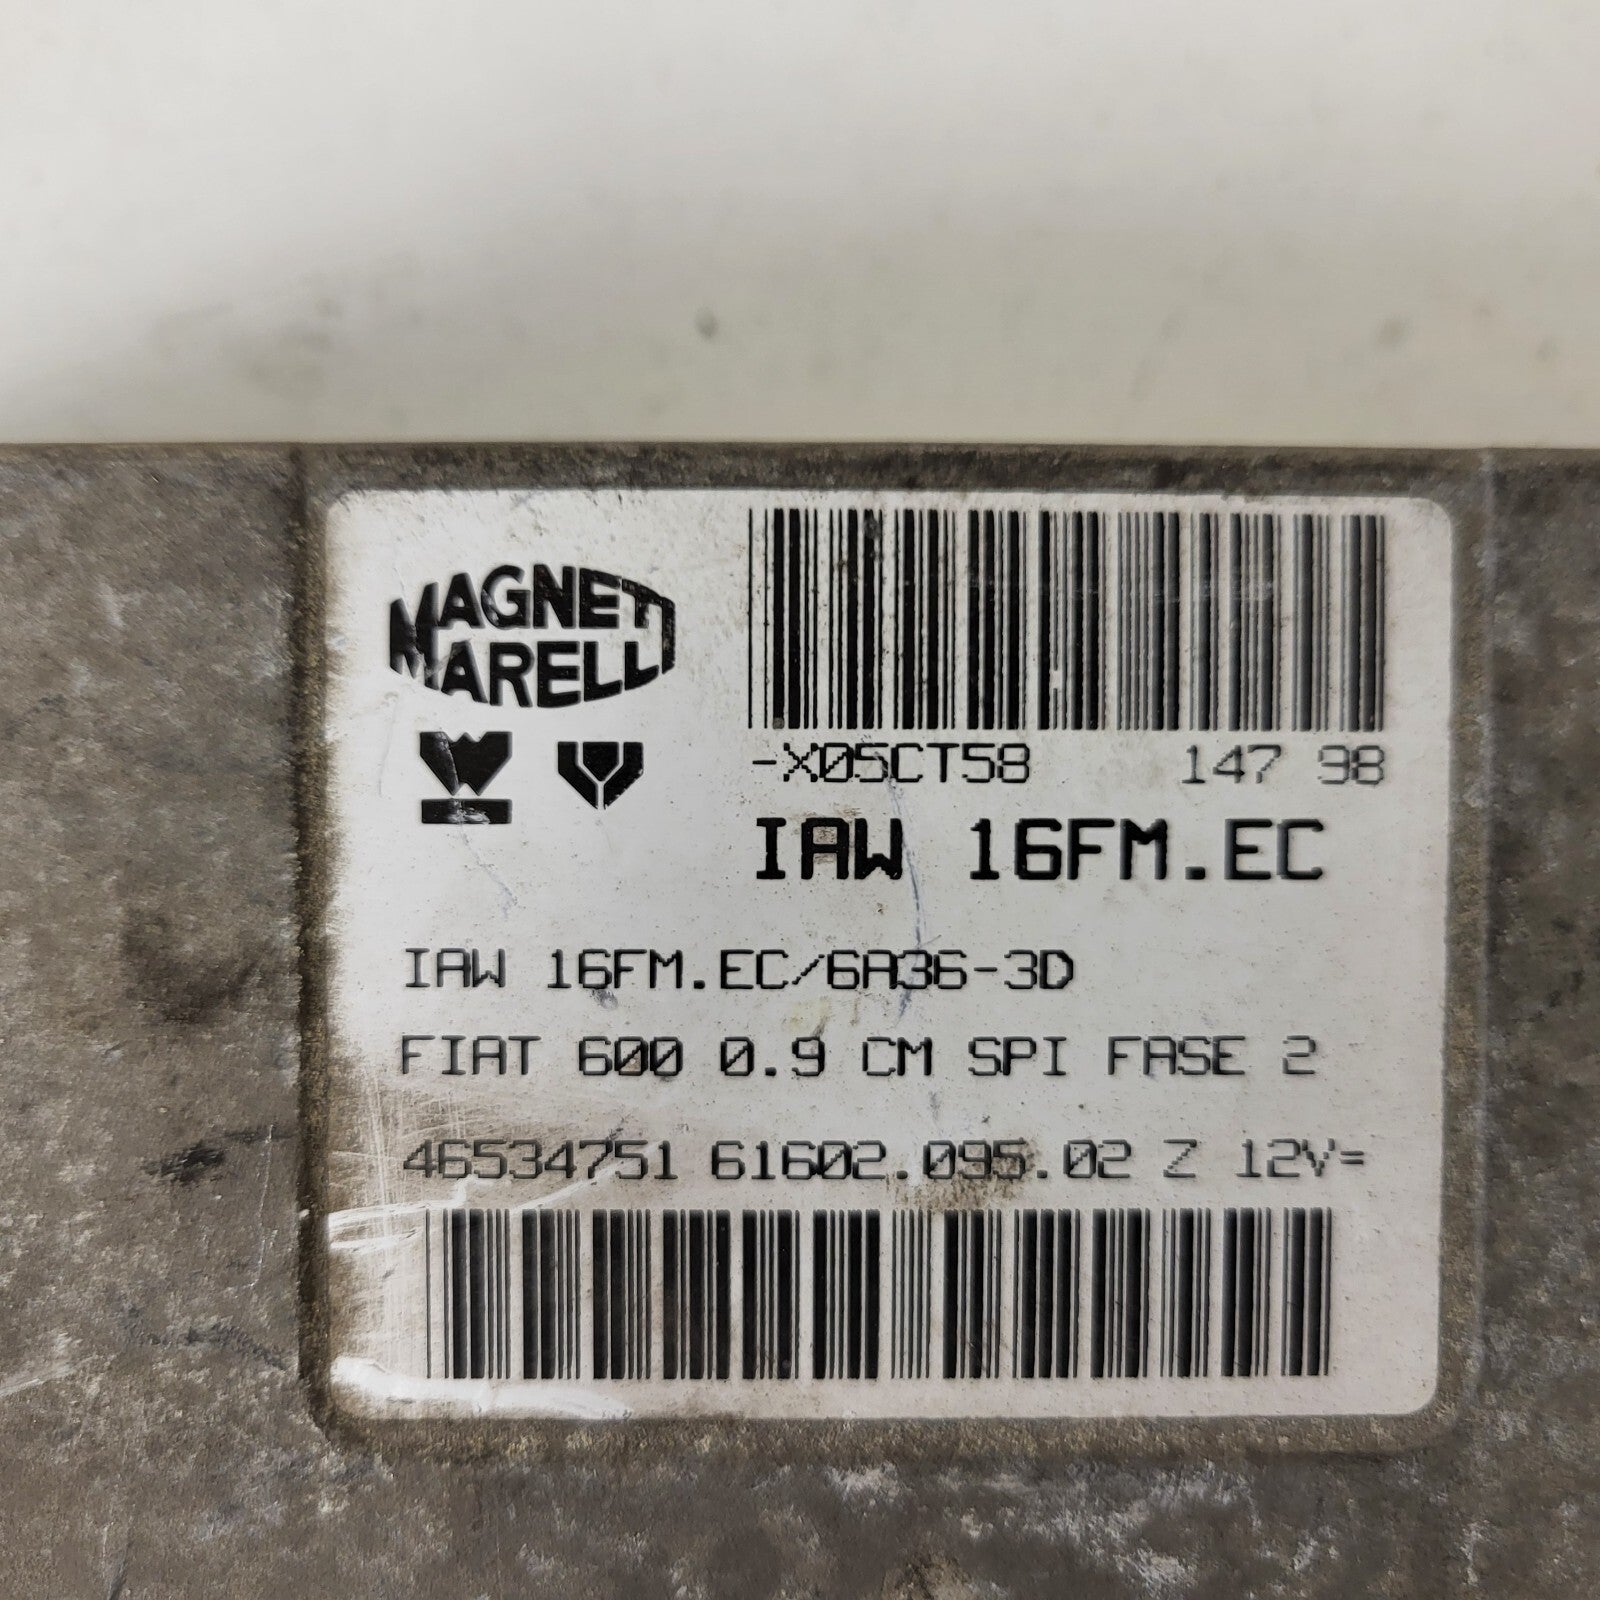 MAGNETI
MARELLI
-X05CT58 147 98
IAW 16FM.EC
IAW 16FM.EC/6A36-3D
FIAT 600 0.9 CM SPI FASE 2
46534751 61602.095.02 Z 12V=